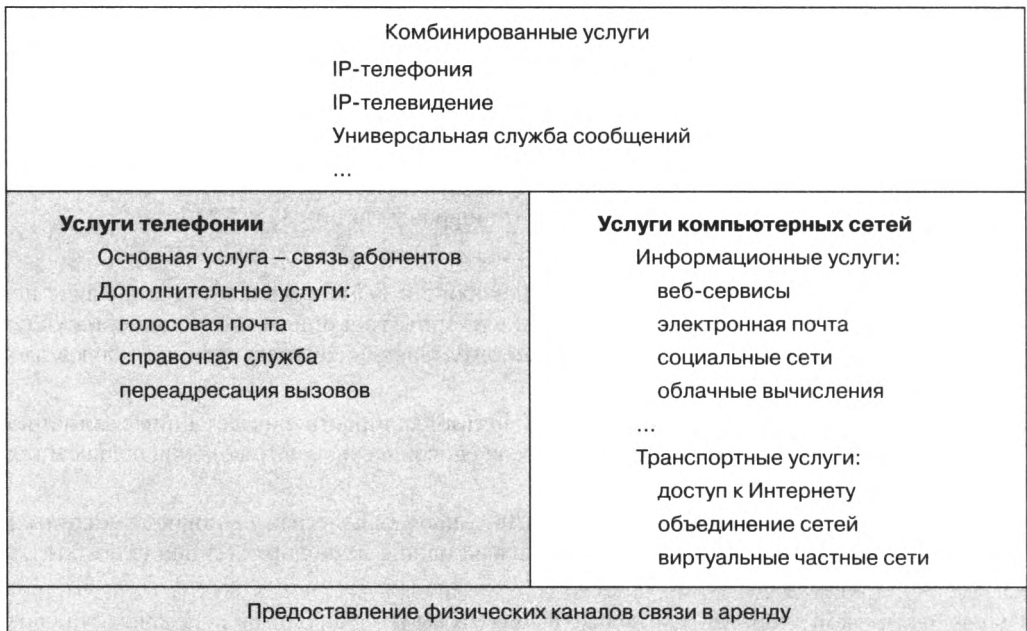 Комбинированные услуги
IP-телефония
IP-телевидение
Универсальная служба сообщений
...
Услуги телефонии
Основная услуга – связь абонентов
Дополнительные услуги:
голосовая почта
справочная служба
переадресация вызовов
Услуги компьютерных сетей
Информационные услуги:
веб-сервисы
электронная почта
социальные сети
облачные вычисления
...
Транспортные услуги:
доступ к Интернету
объединение сетей
виртуальные частные сети
Предоставление физических каналов связи в аренду